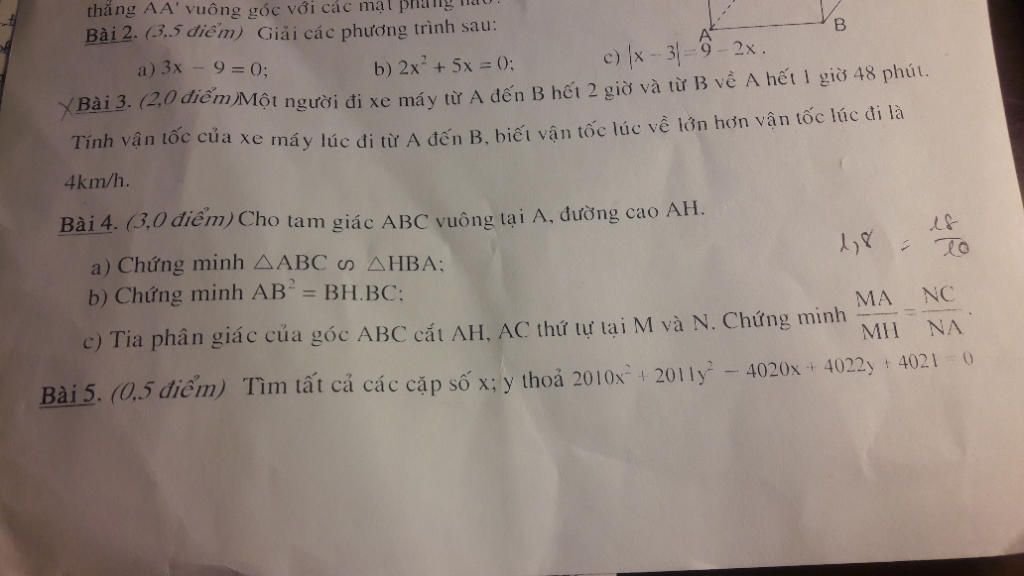 thẳng AA' vuông góc với các mặt phẳng nào?
A
B
Bài 2. (3,5 điểm) Giải các phương trình sau:
a) 3x − 9 = 0; b) 2x² + 5x = 0; c) |x − 3| = 9 − 2x.
Bài 3. (2,0 điểm) Một người đi xe máy từ A đến B hết 2 giờ và từ B về A hết 1 giờ 48 phút.
Tính vận tốc của xe máy lúc đi từ A đến B, biết vận tốc lúc về lớn hơn vận tốc lúc đi là
4km/h.
Bài 4. (3,0 điểm) Cho tam giác ABC vuông tại A, đường cao AH.
1,8 = 18/10
a) Chứng minh △ABC ∽ △HBA;
b) Chứng minh AB² = BH.BC;
c) Tia phân giác của góc ABC cắt AH, AC thứ tự tại M và N. Chứng minh MA/MH = NC/NA.
Bài 5. (0,5 điểm) Tìm tất cả các cặp số x; y thoả 2010x² + 2011y² − 4020x + 4022y + 4021 = 0